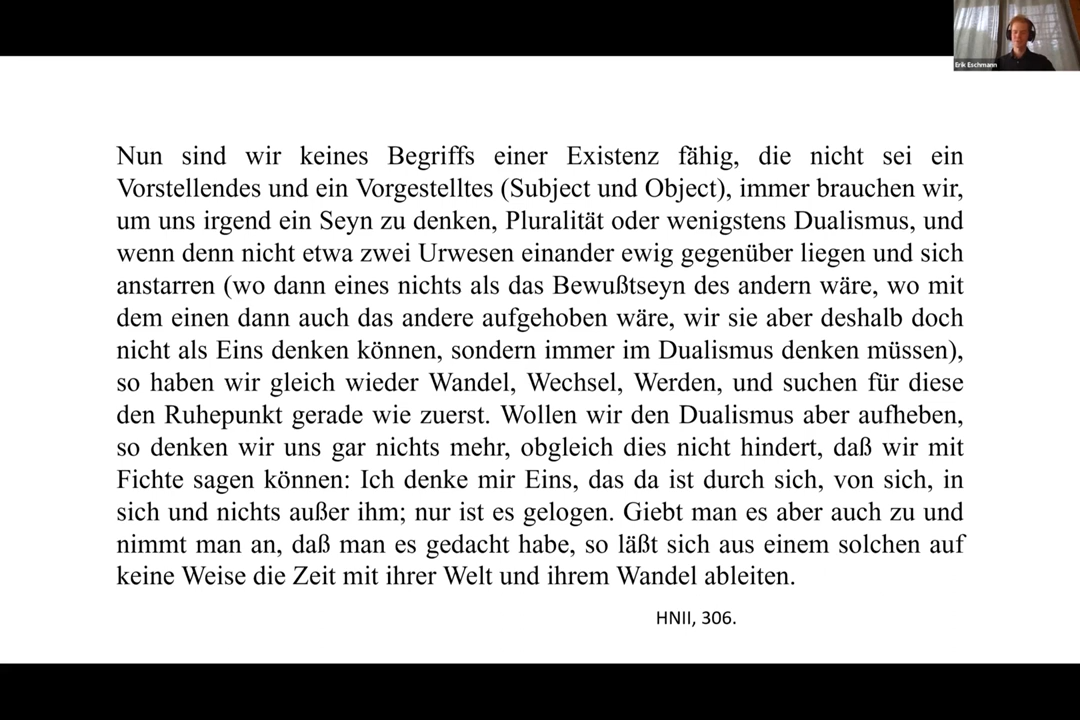 Erik Eschmann
Nun sind wir keines Begriffs einer Existenz fähig, die nicht sei ein
Vorstellendes und ein Vorgestelltes (Subject und Object), immer brauchen wir,
um uns irgend ein Seyn zu denken, Pluralität oder wenigstens Dualismus, und
wenn denn nicht etwa zwei Urwesen einander ewig gegenüber liegen und sich
anstarren (wo dann eines nichts als das Bewußtseyn des andern wäre, wo mit
dem einen dann auch das andere aufgehoben wäre, wir sie aber deshalb doch
nicht als Eins denken können, sondern immer im Dualismus denken müssen),
so haben wir gleich wieder Wandel, Wechsel, Werden, und suchen für diese
den Ruhepunkt gerade wie zuerst. Wollen wir den Dualismus aber aufheben,
so denken wir uns gar nichts mehr, obgleich dies nicht hindert, daß wir mit
Fichte sagen können: Ich denke mir Eins, das da ist durch sich, von sich, in
sich und nichts außer ihm; nur ist es gelogen. Giebt man es aber auch zu und
nimmt man an, daß man es gedacht habe, so läßt sich aus einem solchen auf
keine Weise die Zeit mit ihrer Welt und ihrem Wandel ableiten.
HNII, 306.